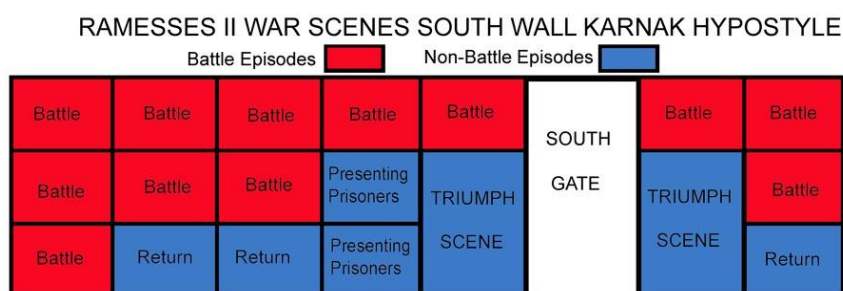 RAMESSES II WAR SCENES SOUTH WALL KARNAK HYPOSTYLE
Battle Episodes Non-Battle Episodes
Battle Battle Battle Battle Battle SOUTH GATE Battle Battle
Battle Battle Battle Presenting Prisoners TRIUMPH SCENE TRIUMPH SCENE Battle
Battle Return Return Presenting Prisoners Return